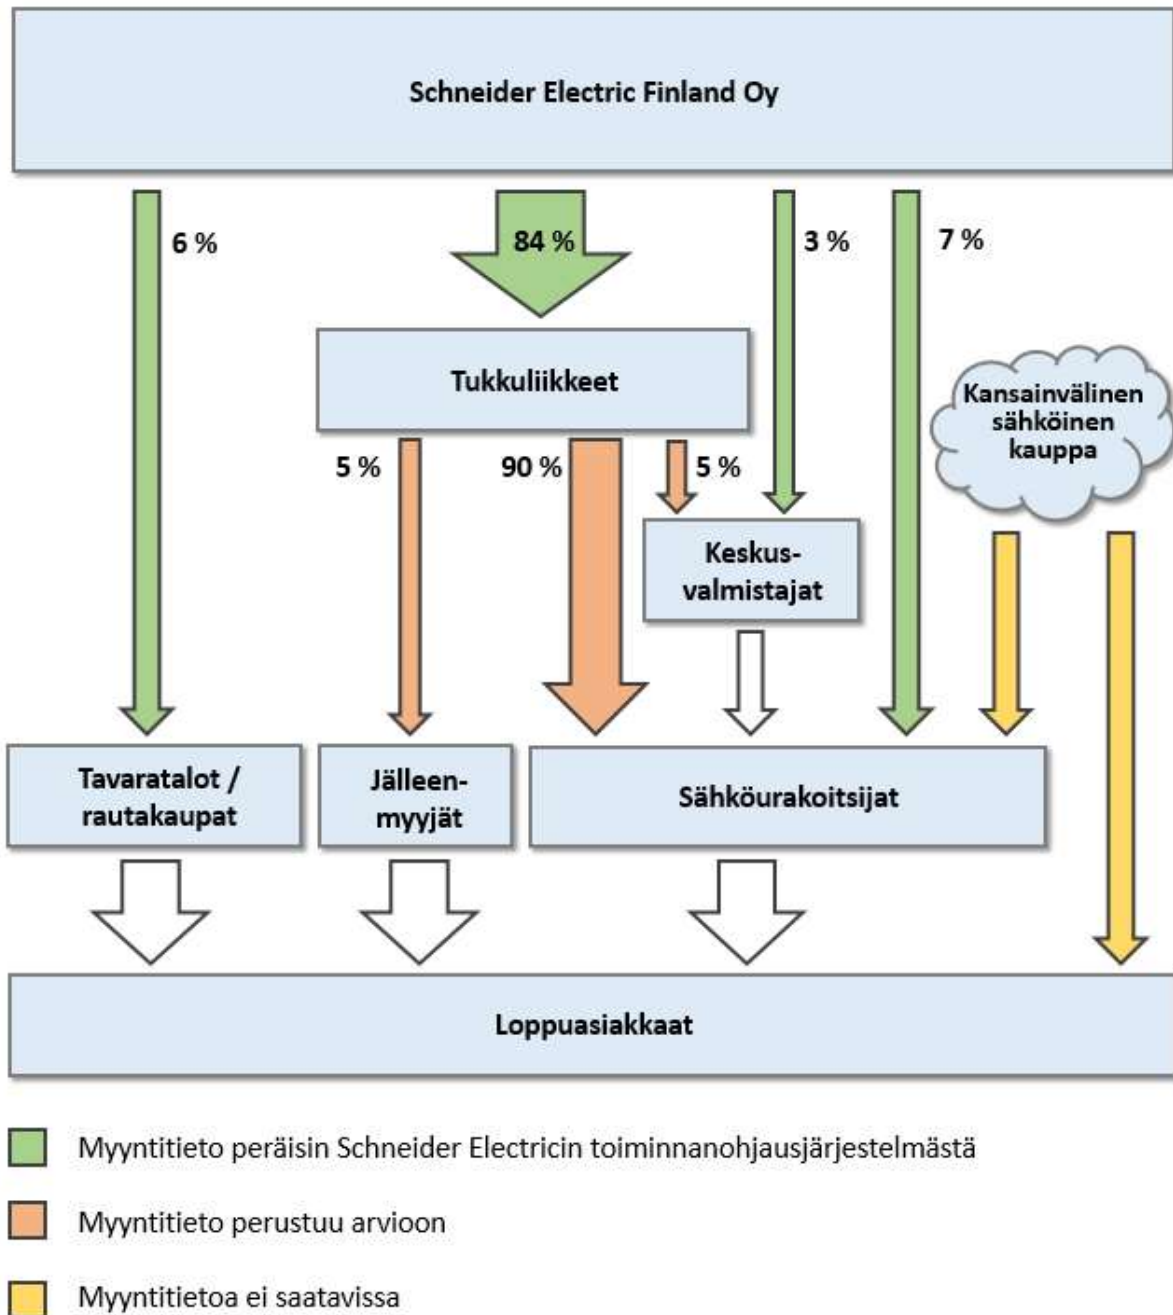 Schneider Electric Finland Oy
6 %
84 %
3 %
7 %
Tukkuliikkeet
Kansainvälinen
sähköinen
kauppa
5 %
90 %
5 %
Keskus-
valmistajat
Tavaratalot /
rautakaupat
Jälleen-
myyjät
Sähköurakoitsijat
Loppuasiakkaat
Myyntitieto peräisin Schneider Electricin toiminnanohjausjärjestelmästä
Myyntitieto perustuu arvioon
Myyntitietoa ei saatavissa